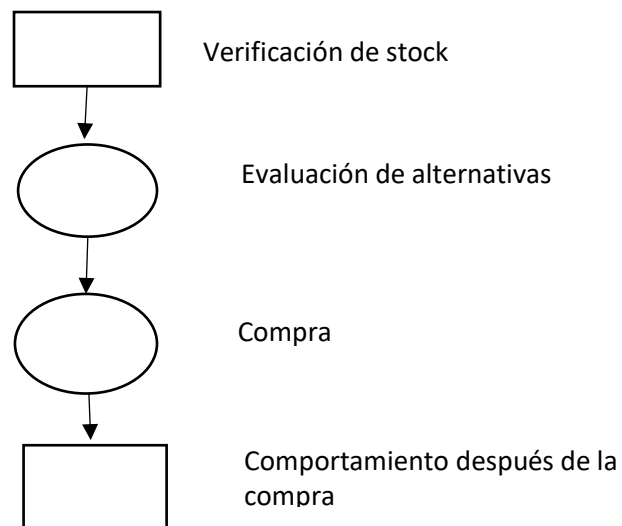 Verificación de stock
Evaluación de alternativas
Compra
Comportamiento después de la
compra